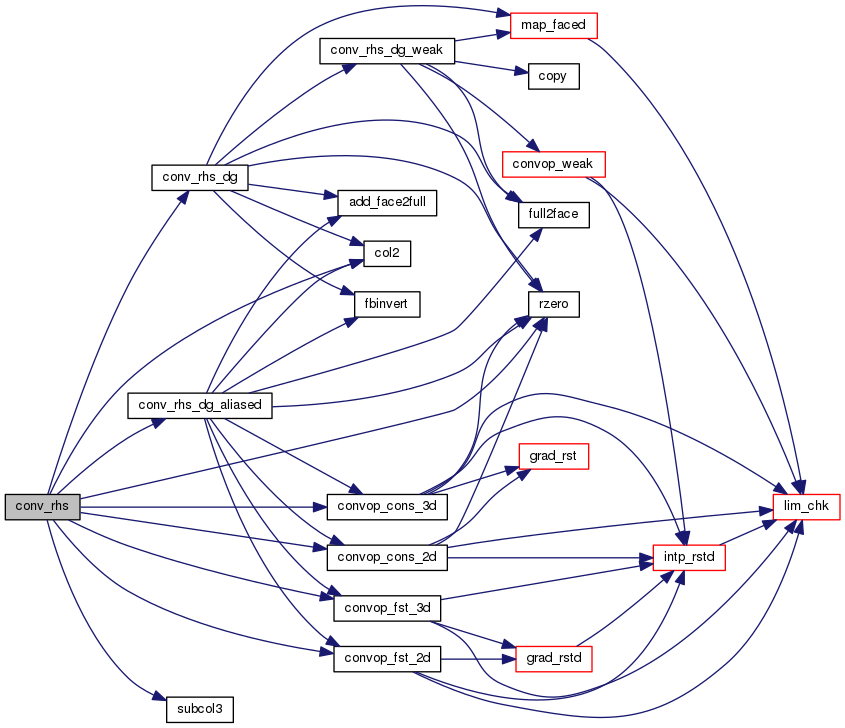 map_faced
conv_rhs_dg_weak
copy
convop_weak
conv_rhs_dg
add_face2full
full2face
col2
fbinvert
rzero
conv_rhs_dg_aliased
grad_rst
conv_rhs
convop_cons_3d
lim_chk
convop_cons_2d
intp_rstd
convop_fst_3d
convop_fst_2d
grad_rstd
subcol3